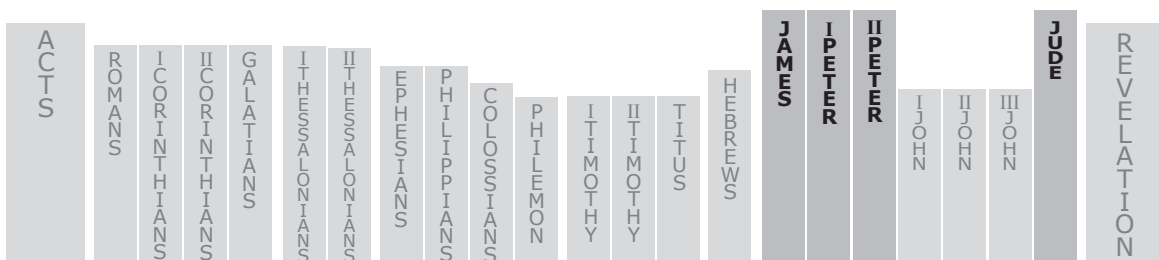 ACTS
ROMANS
I CORINTHIANS
II CORINTHIANS
GALATIANS
I THESSALONIANS
II THESSALONIANS
EPHESIANS
PHILIPPIANS
COLOSSIANS
PHILEMON
I TIMOTHY
II TIMOTHY
TITUS
HEBREWS
JAMES
I PETER
II PETER
I JOHN
II JOHN
III JOHN
JUDE
REVELATION